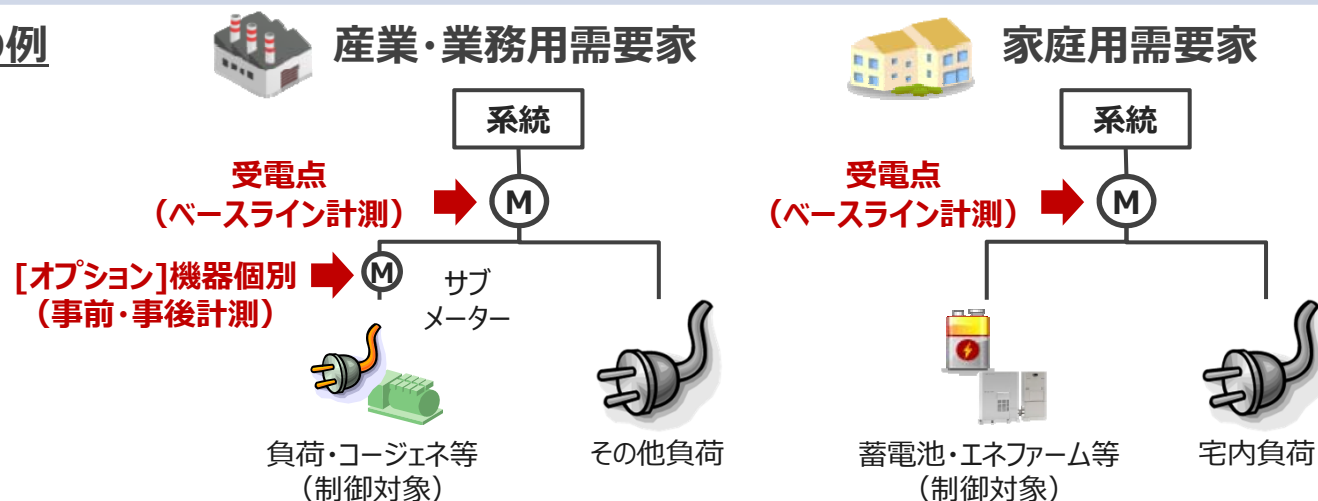 の例
産業・業務用需要家
系統
受電点
（ベースライン計測）
M
[オプション]機器個別
（事前・事後計測）
M
サブ
メーター
負荷・コージェネ等
（制御対象）
その他負荷
家庭用需要家
系統
受電点
（ベースライン計測）
M
蓄電池・エネファーム等
（制御対象）
宅内負荷